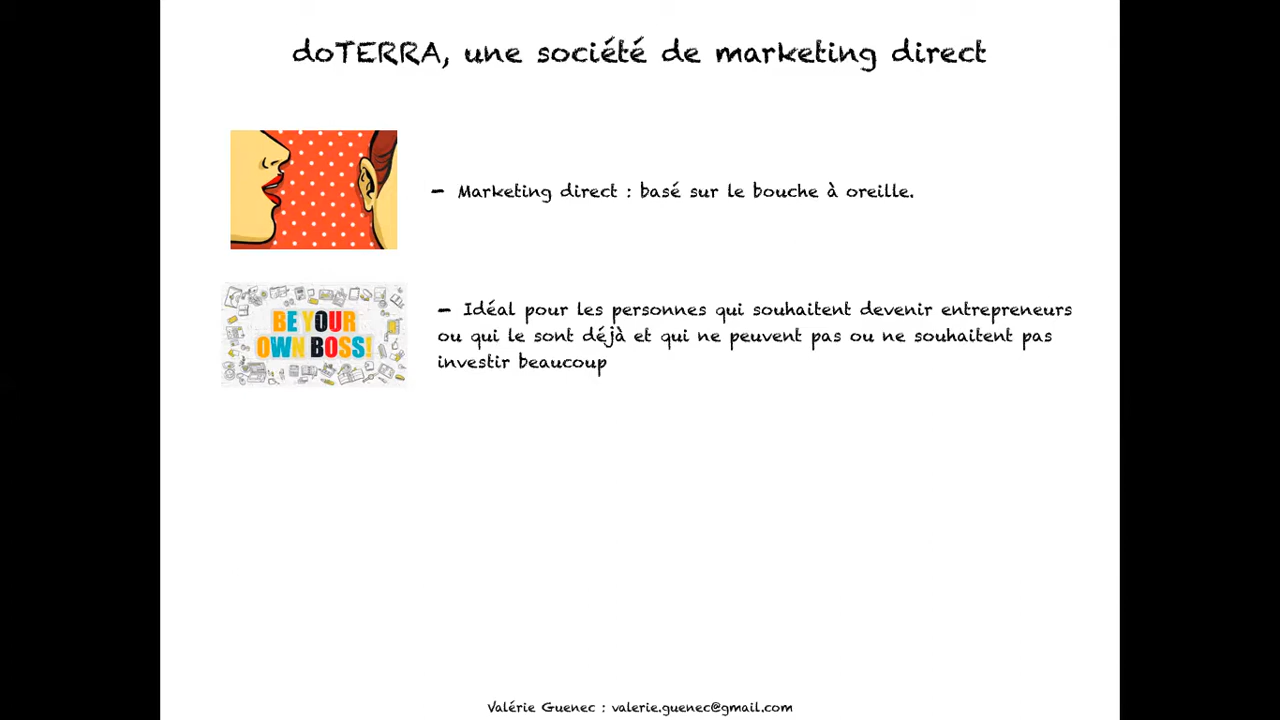 doTERRA, une société de marketing direct
- Marketing direct : basé sur le bouche à oreille.
BE YOUR
OWN BOSS!
- Idéal pour les personnes qui souhaitent devenir entrepreneurs
ou qui le sont déjà et qui ne peuvent pas ou ne souhaitent pas
investir beaucoup
Valérie Guenec : valerie.guenec@gmail.com